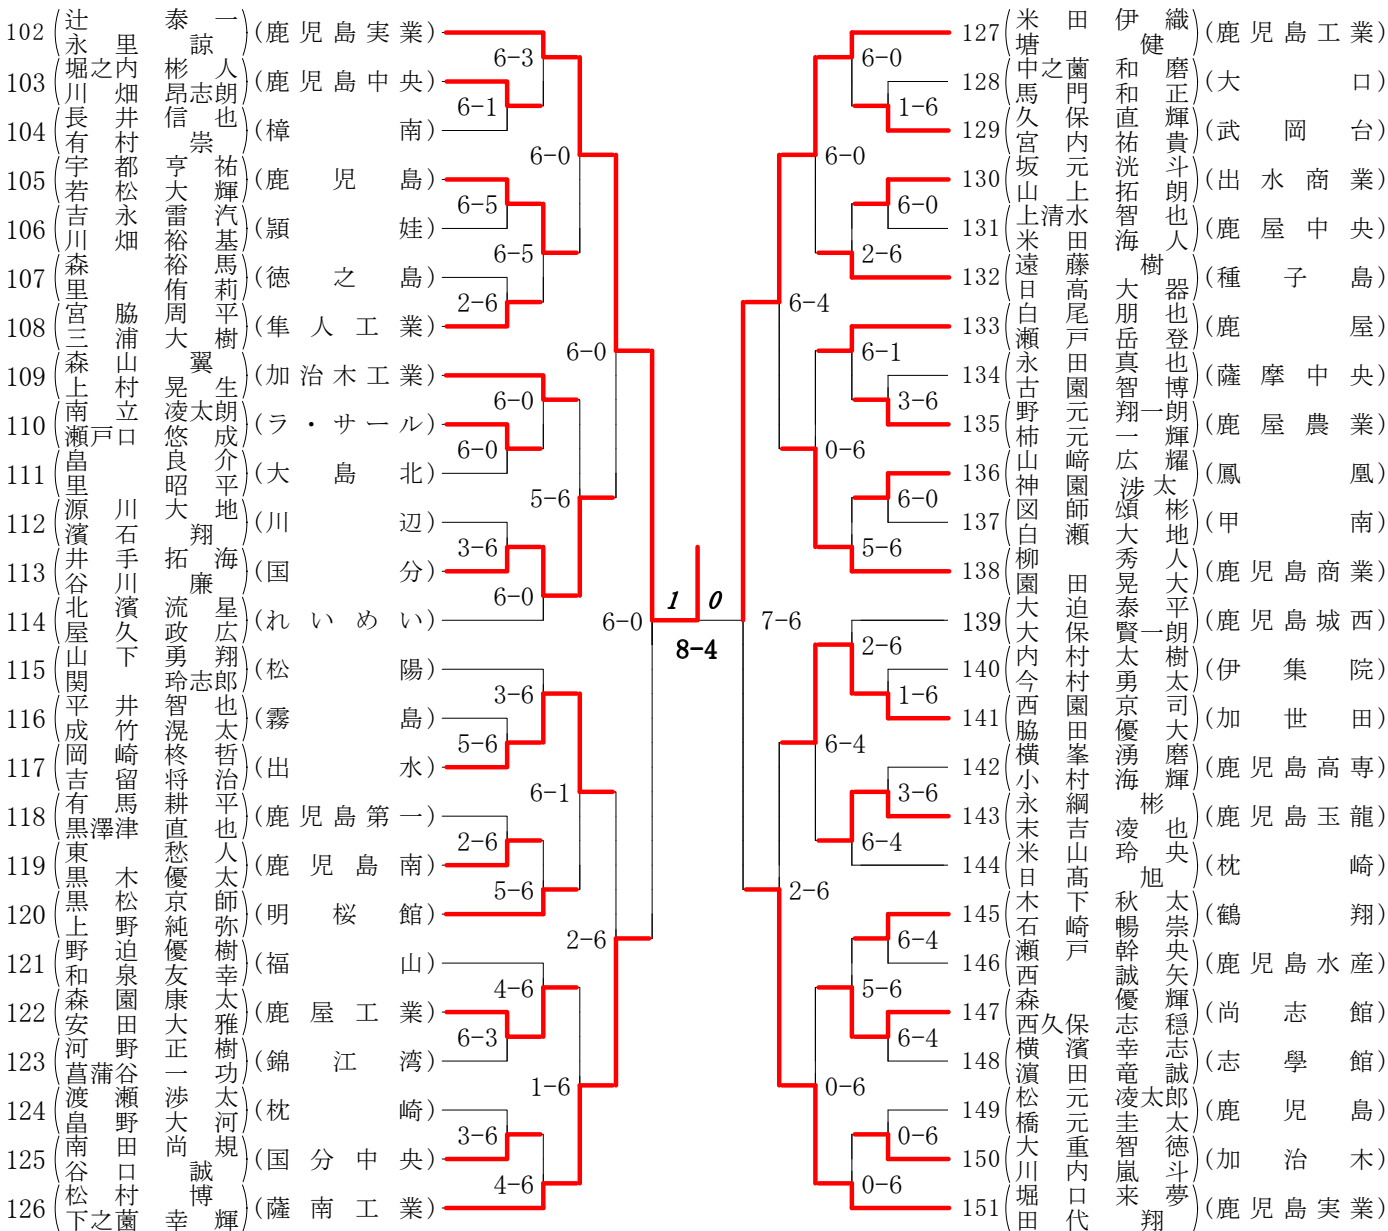 102 (辻 泰一 永里 諒) (鹿児島実業)
103 (堀之内 彬人 川畑 昂志朗) (鹿児島中央)
104 (長井 信也 有村 崇) (樟南)
105 (宇都 亨祐 若松 大輝) (鹿児島)
106 (吉永 雷汽 川畑 裕基) (頴娃)
107 (森 裕馬 里 侑莉) (徳之島)
108 (宮脇 周平 三浦 大樹) (隼人工業)
109 (森山 翼 上村 晃生) (加治木工業)
110 (南立 凌太朗 瀬戸口 悠成) (ラ・サール)
111 (畠 良介 里 昭平) (大島北)
112 (源川 大地 濱石 翔) (川辺)
113 (井手 拓海 谷川 廉) (国分)
114 (北濱 流星 屋久 政広) (れいめい)
115 (山下 勇翔 関 玲志郎) (松陽)
116 (平井 智也 成竹 滉太) (霧島)
117 (岡崎 柊哲 吉留 将治) (出水)
118 (有馬 耕平 黒澤津 直也) (鹿児島第一)
119 (東 愁人 黒木 優太) (鹿児島南)
120 (黒松 京師 上野 純弥) (明桜館)
121 (野迫 優樹 和泉 友幸) (福山)
122 (森園 康太 安田 大雅) (鹿屋工業)
123 (河野 正樹 菖蒲谷 一功) (錦江湾)
124 (渡瀬 渉太 畠野 大河) (枕崎)
125 (南田 尚規 谷口 誠) (国分中央)
126 (松村 博 下之薗 幸輝) (薩南工業)
6-3
6-1
6-0
6-5
6-5
2-6
6-0
6-0
6-0
5-6
3-6
6-0
6-0
3-6
5-6
6-1
2-6
5-6
2-6
4-6
6-3
1-6
3-6
4-6
1 0
8-4
127 (米田 伊織 塘 健) (鹿児島工業)
128 (中之薗 和磨 馬門 和正) (大口)
129 (久保 直輝 宮内 祐貴) (武岡台)
130 (坂元 洸斗 山上 拓朗) (出水商業)
131 (上清水 智也 米田 海人) (鹿屋中央)
132 (遠藤 樹 日高 大器) (種子島)
133 (白尾 朋也 瀬戸 岳登) (鹿屋)
134 (永田 真也 古園 智博) (薩摩中央)
135 (野元 翔一朗 柿元 一輝) (鹿屋農業)
136 (山﨑 広耀 神園 渉太) (鳳凰)
137 (図師 頌彬 白瀬 大地) (甲南)
138 (柳 秀人 園田 晃大) (鹿児島商業)
139 (大迫 泰平 大保 賢一朗) (鹿児島城西)
140 (内村 太樹 今村 勇太) (伊集院)
141 (西園 京司 脇田 優大) (加世田)
142 (横峯 湧磨 小村 海輝) (鹿児島高専)
143 (永綱 彬 末吉 凌也) (鹿児島玉龍)
144 (米山 玲央 日髙 旭) (枕崎)
145 (木下 秋太 石崎 暢崇) (鶴翔)
146 (瀬戸 幹央 西 誠矢) (鹿児島水産)
147 (森 優輝 西久保 志穏) (尚志館)
148 (横濱 幸志 濵田 竜誠) (志學館)
149 (松元 凌太郎 橋元 圭太) (鹿児島)
150 (大重 智徳 川内 嵐斗) (加治木)
151 (堀口 来夢 田代 翔) (鹿児島実業)
6-0
1-6
6-0
6-0
2-6
6-4
6-1
3-6
0-6
6-0
5-6
7-6
2-6
1-6
6-4
3-6
6-4
2-6
6-4
5-6
6-4
0-6
0-6
0-6